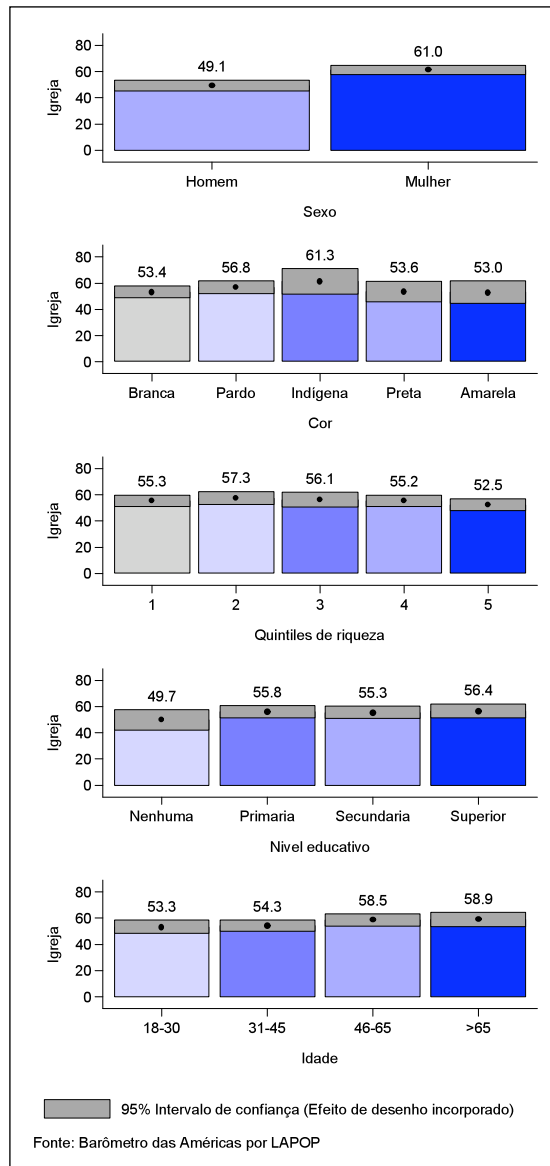 80
60
40
20
0
Igreja
49.1 61.0
Homem Mulher
Sexo
80
60
40
20
0
Igreja
53.4 56.8 61.3 53.6 53.0
Branca Pardo Indígena Preta Amarela
Cor
80
60
40
20
0
Igreja
55.3 57.3 56.1 55.2 52.5
1 2 3 4 5
Quintiles de riqueza
80
60
40
20
0
Igreja
49.7 55.8 55.3 56.4
Nenhuma Primaria Secundaria Superior
Nivel educativo
80
60
40
20
0
Igreja
53.3 54.3 58.5 58.9
18-30 31-45 46-65 >65
Idade
95% Intervalo de confiança (Efeito de desenho incorporado)
Fonte: Barômetro das Américas por LAPOP